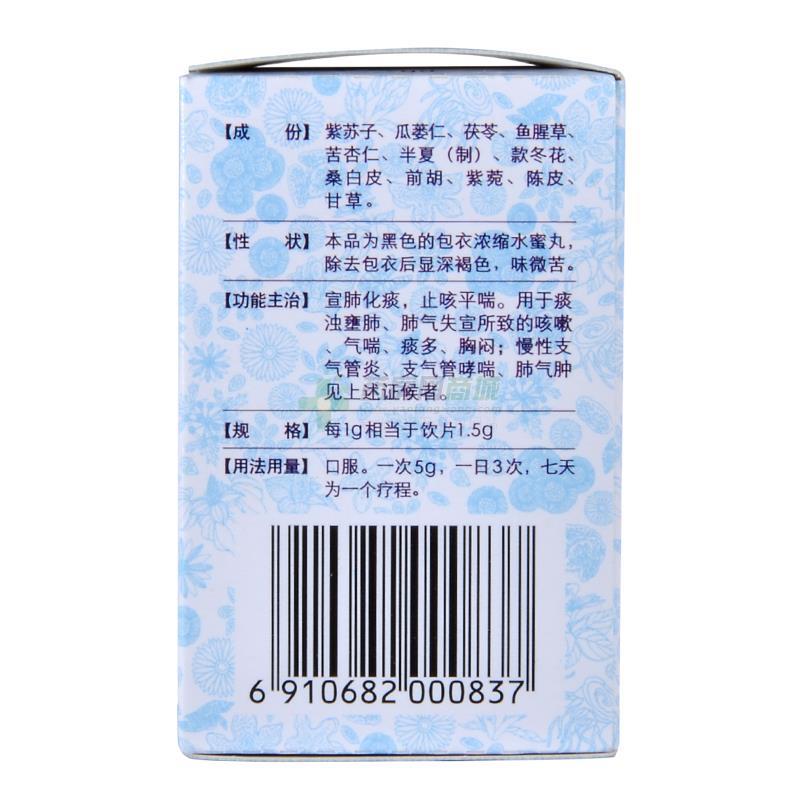 【成　份】 紫苏子、瓜蒌仁、茯苓、鱼腥草、
苦杏仁、半夏（制）、款冬花、
桑白皮、前胡、紫菀、陈皮、
甘草。
【性　状】 本品为黑色的包衣浓缩水蜜丸，
除去包衣后显深褐色，味微苦。
【功能主治】 宣肺化痰，止咳平喘。用于痰
浊壅肺、肺气失宣所致的咳嗽
、气喘、痰多、胸闷；慢性支
气管炎、支气管哮喘、肺气肿
见上述证候者。
【规　格】 每1g相当于饮片1.5g
【用法用量】 口服。一次5g，一日3次，七天
为一个疗程。
6 910682 000837